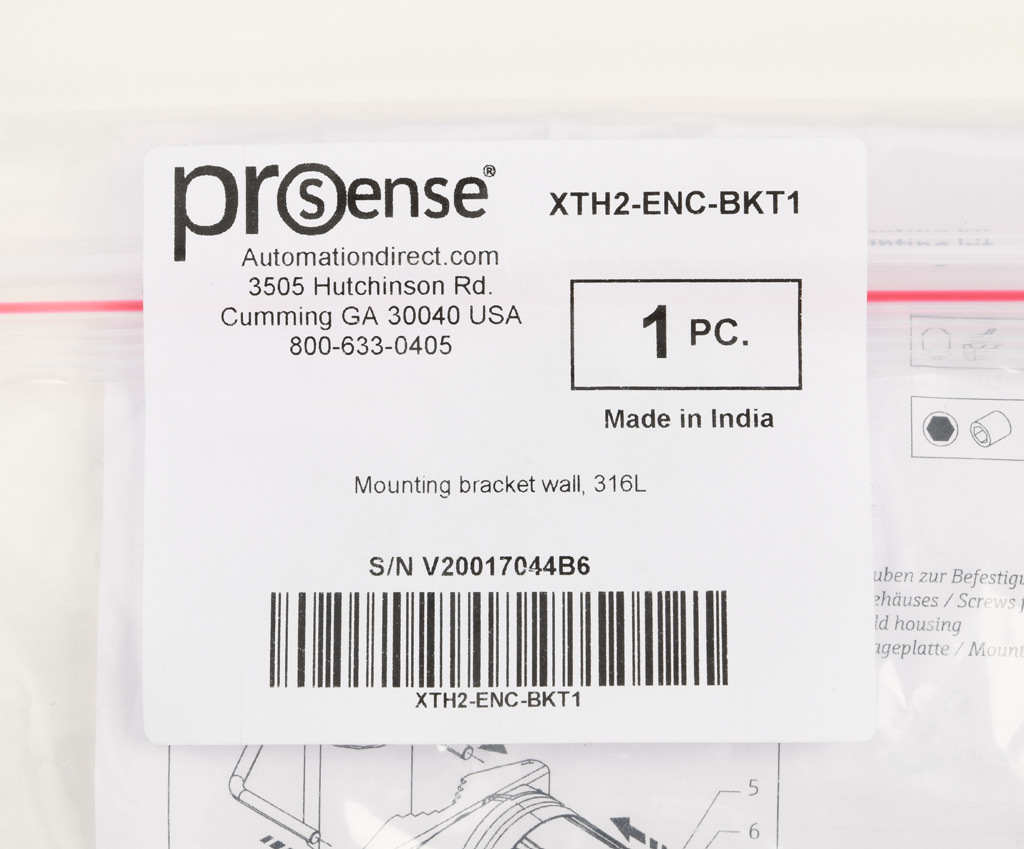 prosense®
XTH2-ENC-BKT1
Automationdirect.com
3505 Hutchinson Rd.
Cumming GA 30040 USA
800-633-0405
1 PC.
Made in India
Mounting bracket wall, 316L
S/N V20017044B6
XTH2-ENC-BKT1
uben zur Befestigu
ehäuses / Screws f
ld housing
ageplatte / Mount
5
6